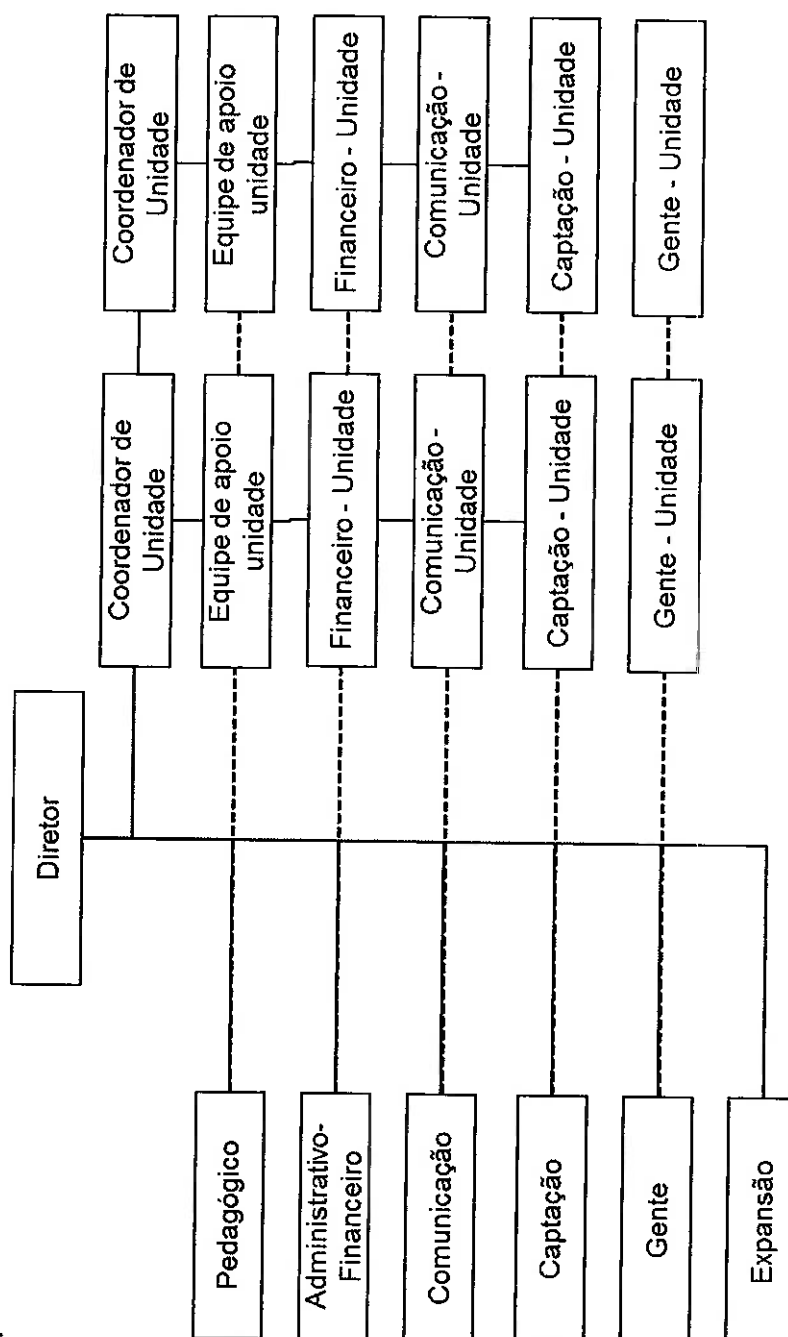 Diretor
Coordenador de
Unidade
Coordenador de
Unidade
Pedagógico
Equipe de apoio
unidade
Equipe de apoio
unidade
Administrativo-
Financeiro
Financeiro - Unidade
Financeiro - Unidade
Comunicação
Comunicação -
Unidade
Comunicação -
Unidade
Captação
Captação - Unidade
Captação - Unidade
Gente
Gente - Unidade
Gente - Unidade
Expansão